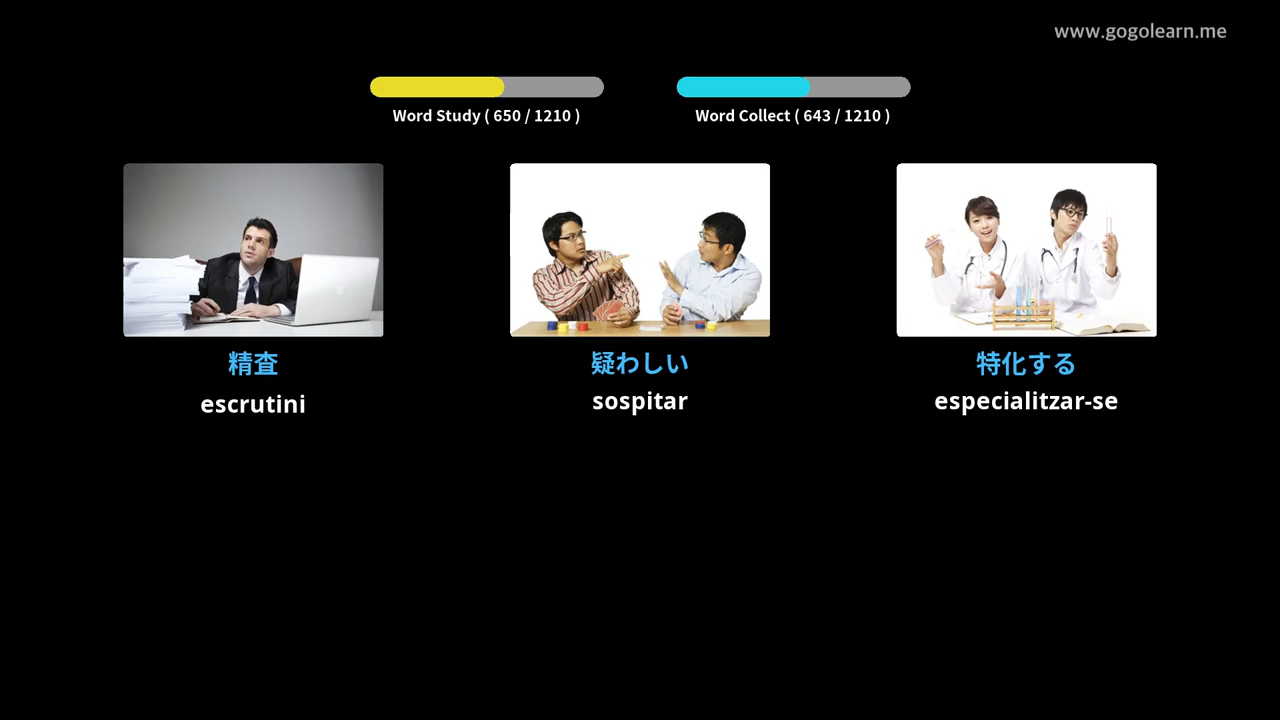 www.gogolearn.me
Word Study ( 650 / 1210 )
Word Collect ( 643 / 1210 )
精査
疑わしい
特化する
escrutini
sospitar
especialitzar-se